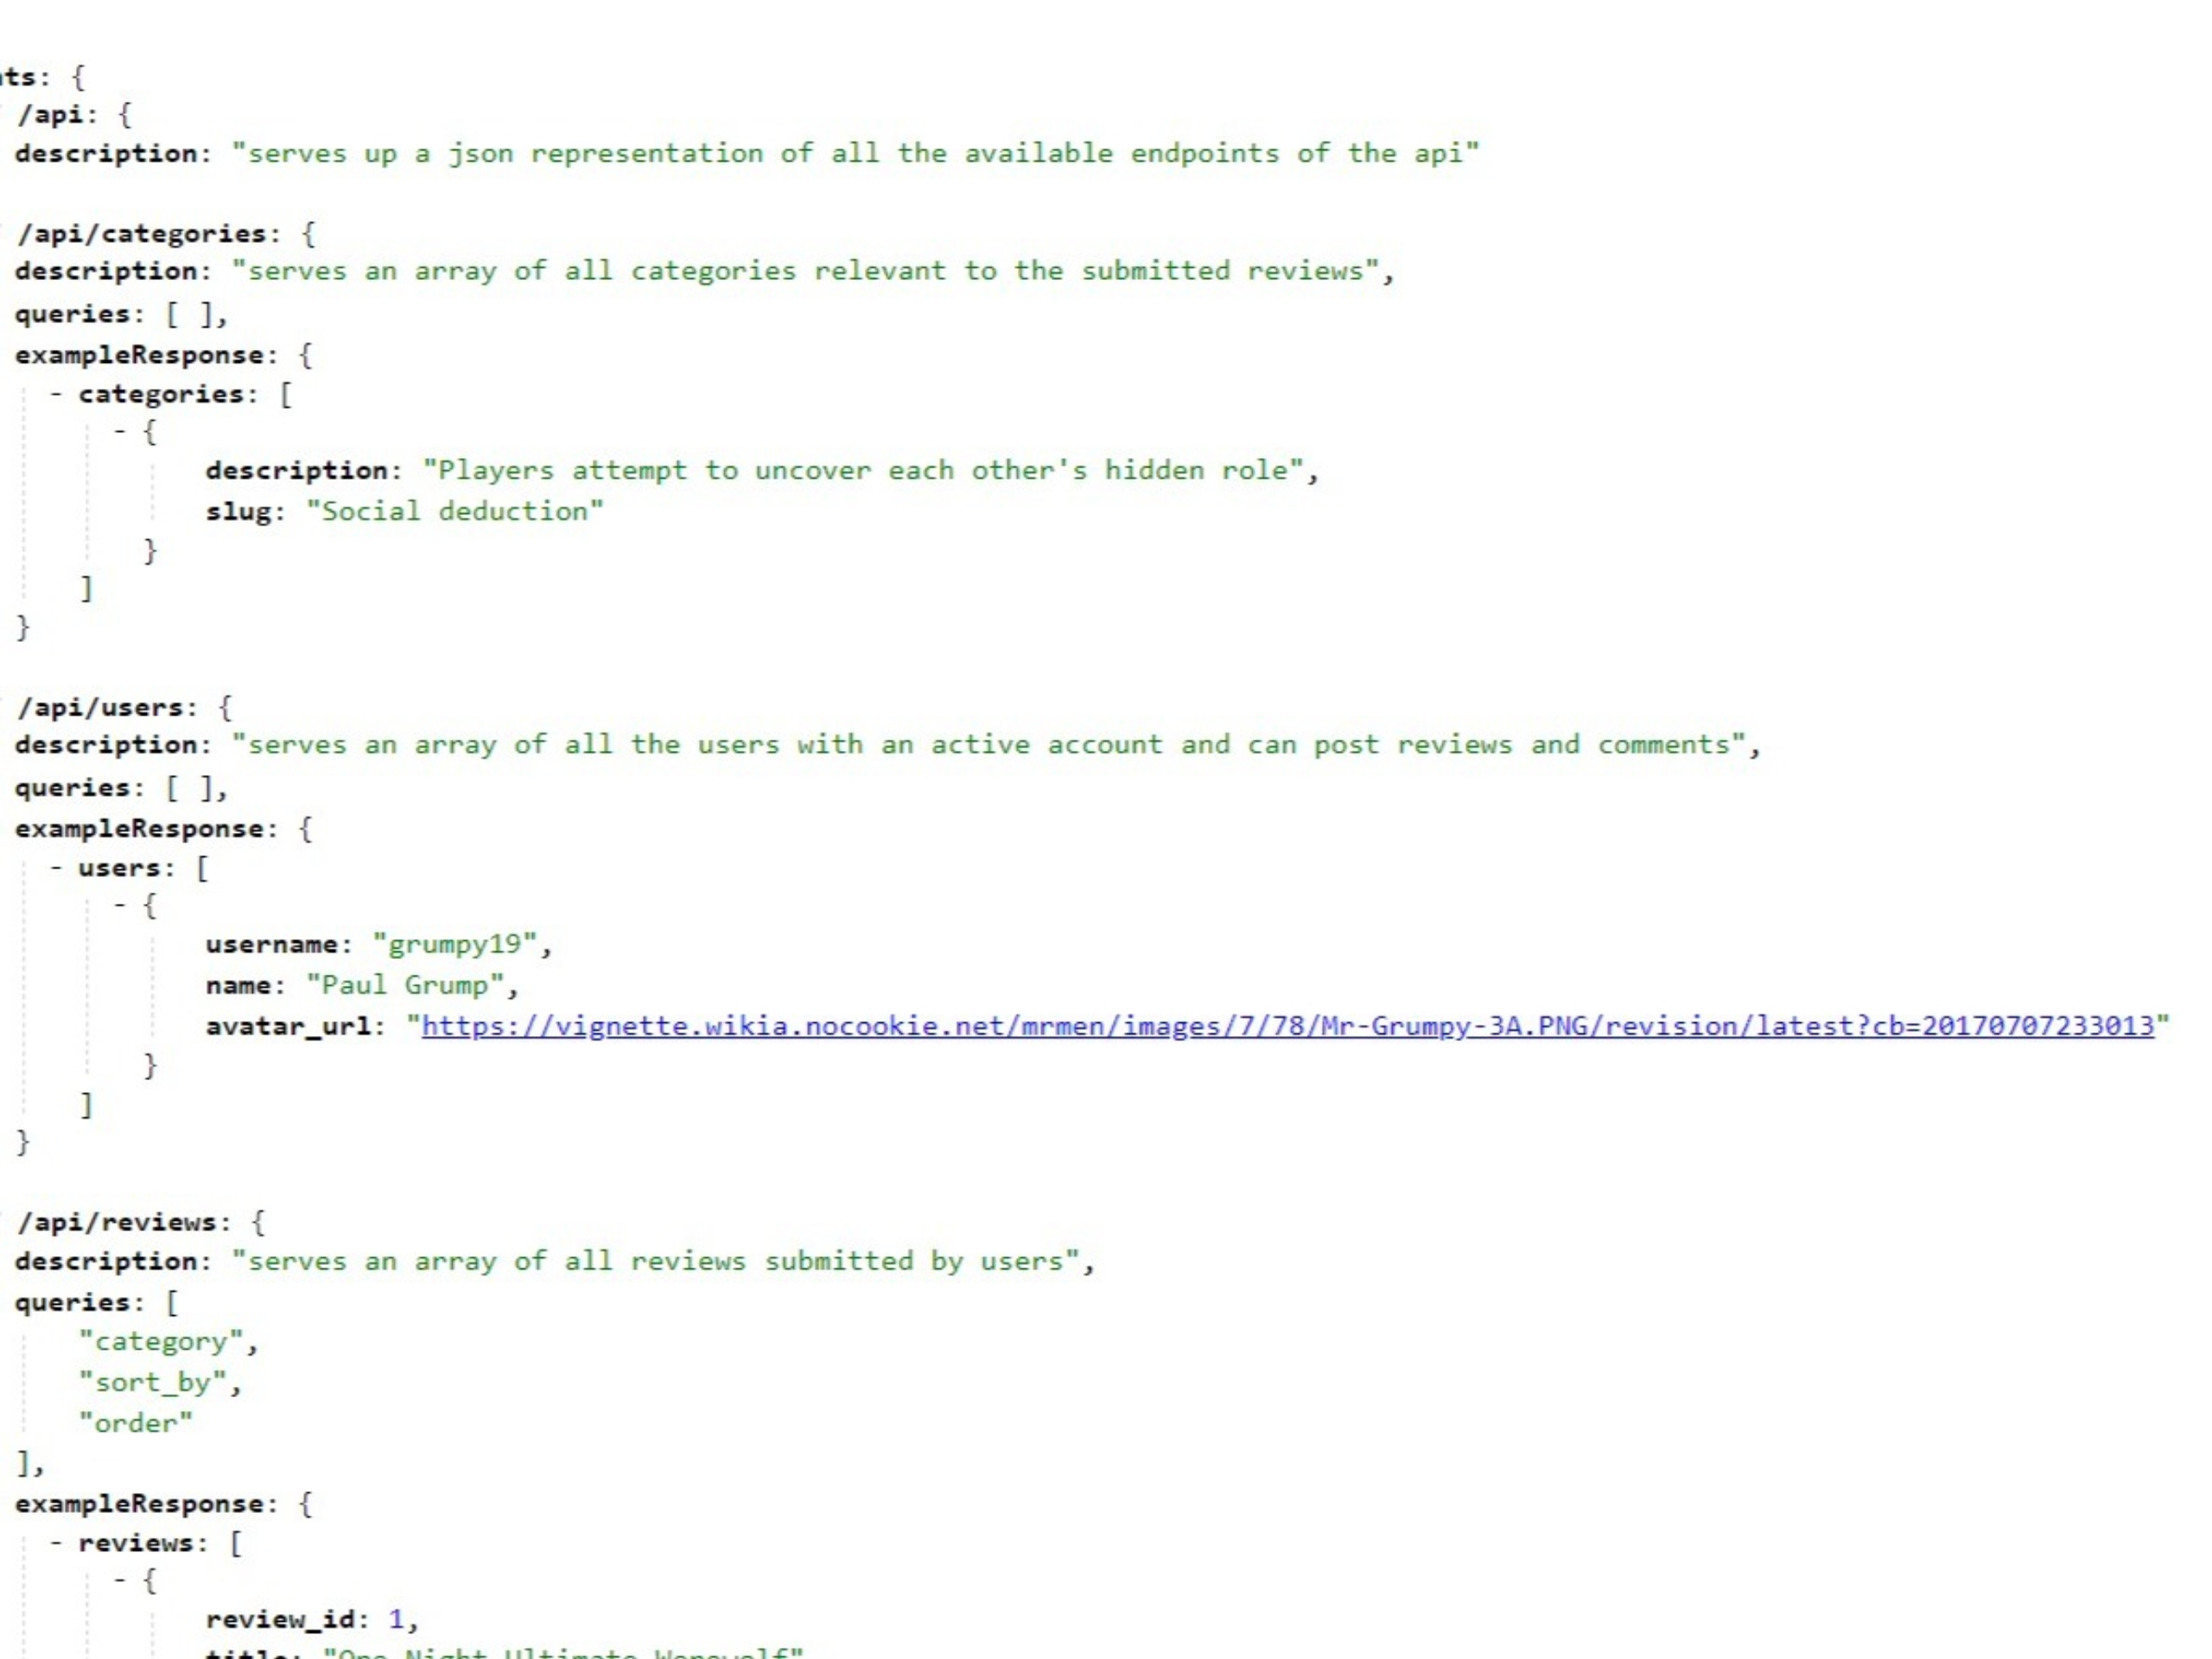 ts: {
/api: {
description: "serves up a json representation of all the available endpoints of the api"
/api/categories: {
description: "serves an array of all categories relevant to the submitted reviews",
queries: [ ],
exampleResponse: {
- categories: [
- {
description: "Players attempt to uncover each other's hidden role",
slug: "Social deduction"
}
]
}
/api/users: {
description: "serves an array of all the users with an active account and can post reviews and comments",
queries: [ ],
exampleResponse: {
- users: [
- {
username: "grumpy19",
name: "Paul Grump",
avatar_url: "https://vignette.wikia.nocookie.net/mrmen/images/7/78/Mr-Grumpy-3A.PNG/revision/latest?cb=20170707233013"
}
]
}
/api/reviews: {
description: "serves an array of all reviews submitted by users",
queries: [
"category",
"sort_by",
"order"
],
exampleResponse: {
- reviews: [
- {
review_id: 1,
title: "One Night Ultimate Werewolf"